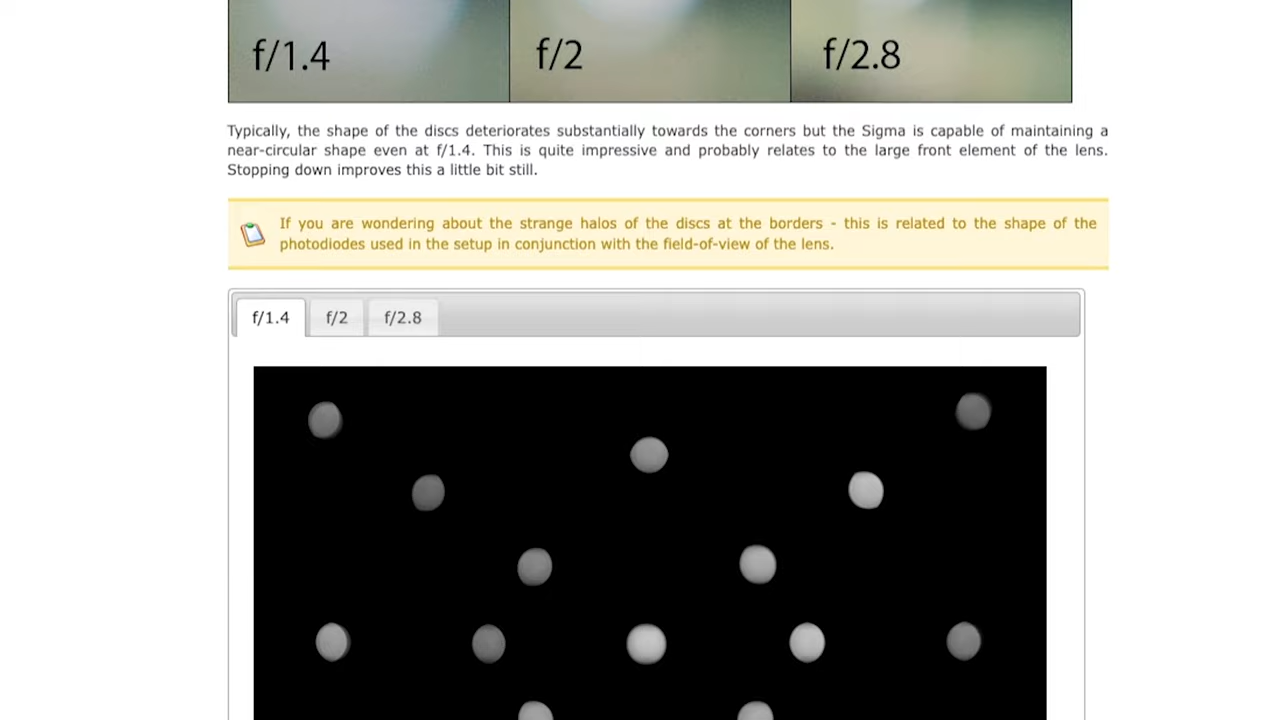 f/1.4
f/2
f/2.8
Typically, the shape of the discs deteriorates substantially towards the corners but the Sigma is capable of maintaining a
near-circular shape even at f/1.4. This is quite impressive and probably relates to the large front element of the lens.
Stopping down improves this a little bit still.
If you are wondering about the strange halos of the discs at the borders - this is related to the shape of the
photodiodes used in the setup in conjunction with the field-of-view of the lens.
f/1.4
f/2
f/2.8